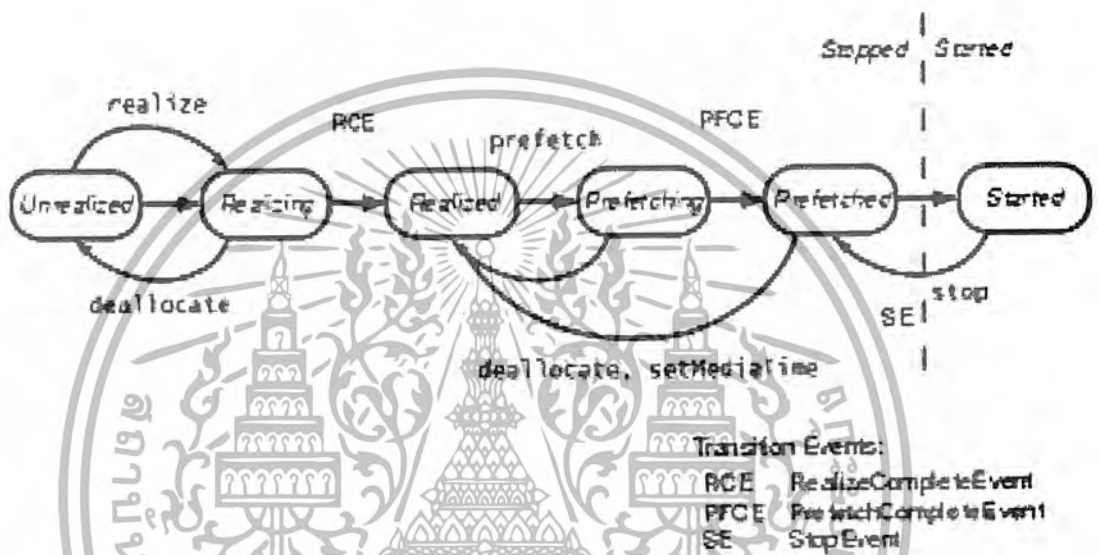 Stopped Started
realize
RCE
PFCE
prefetch
Unrealized
Realizing
Realized
Prefetching
Prefetched
Started
deallocate
stop
SE
deallocate, setMediaTime
Transition Events:
RCE RealizeCompleteEvent
PFCE PrefetchCompleteEvent
SE StopEvent